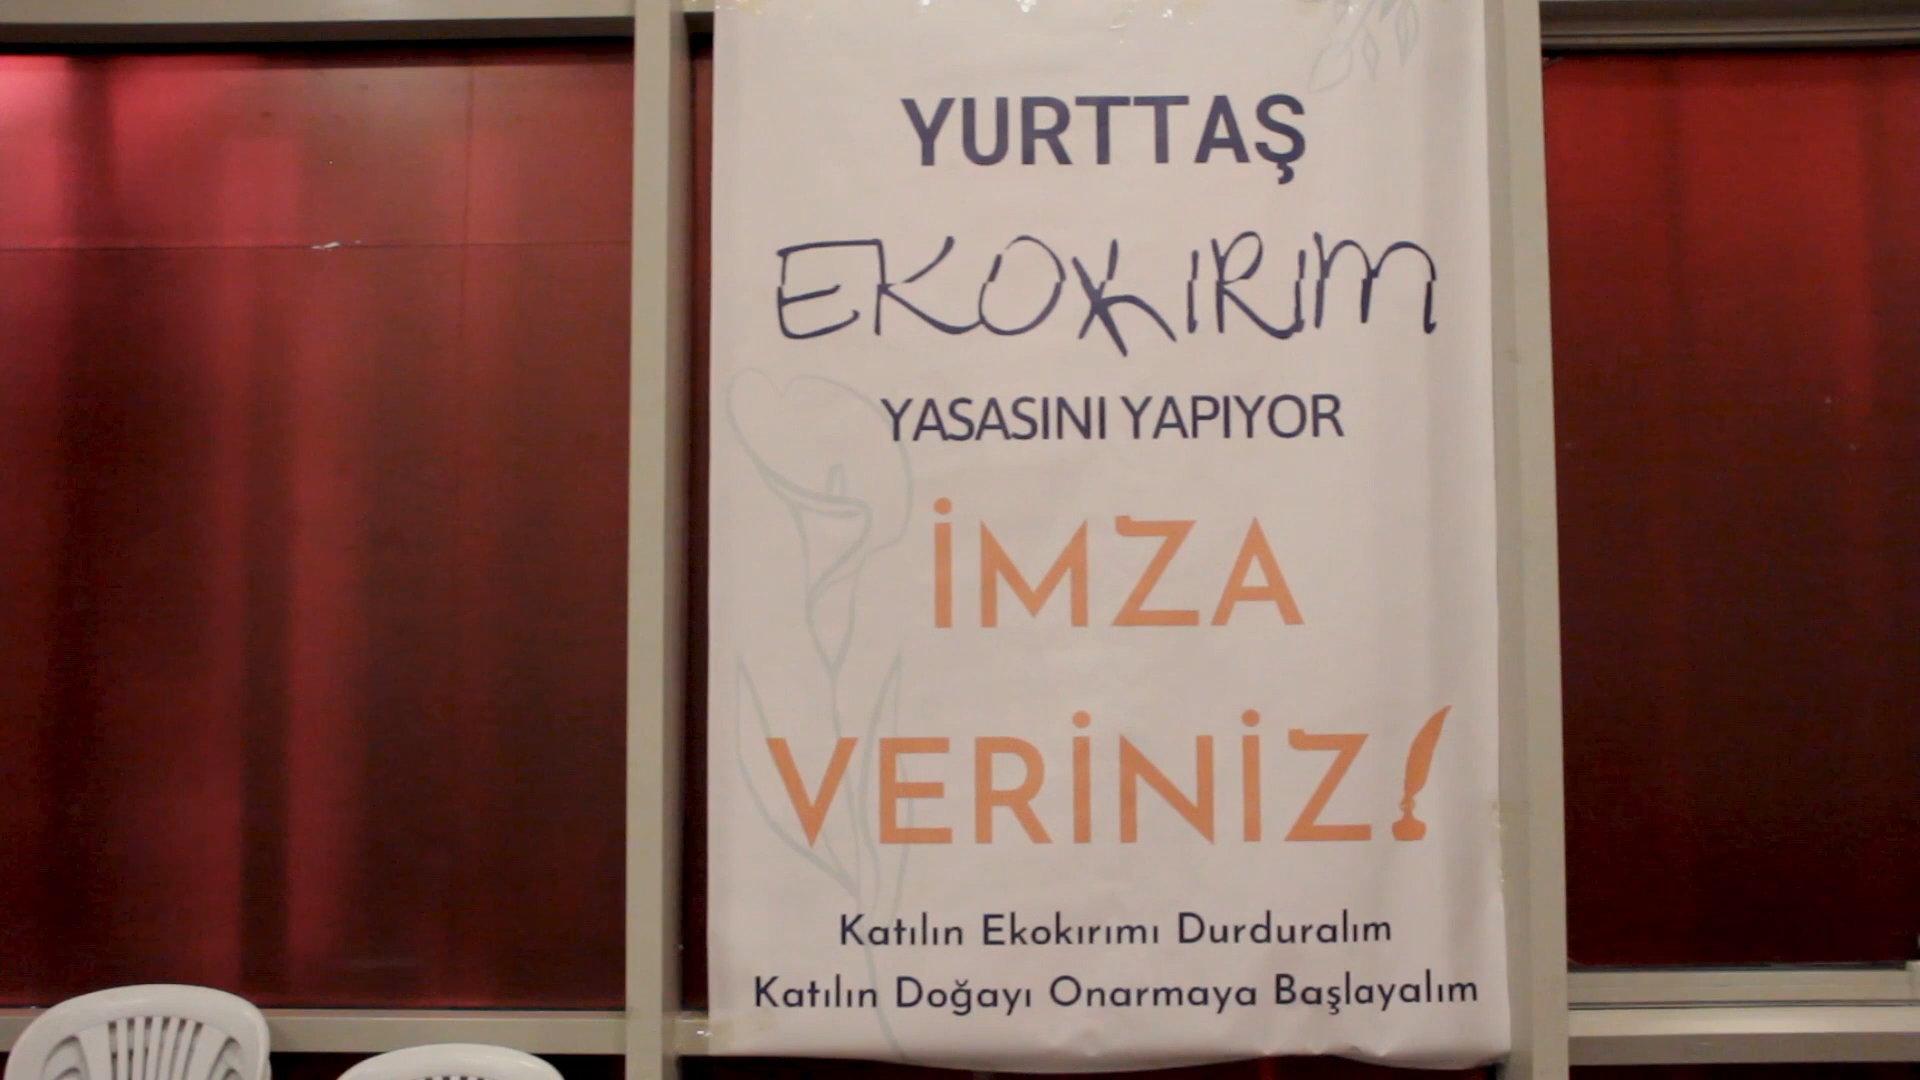 YURTTAŞ
EKOKIRIM
YASASINI YAPIYOR
İMZA
VERİNİZ!
Katılın Ekokırımı Durduralım
Katılın Doğayı Onarmaya Başlayalım